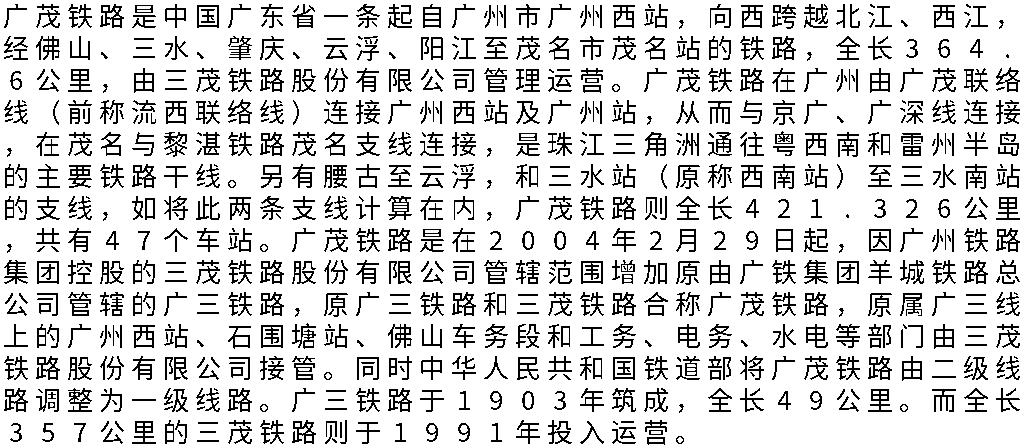 广茂铁路是中国广东省一条起自广州市广州西站，向西跨越北江、西江，
经佛山、三水、肇庆、云浮、阳江至茂名市茂名站的铁路，全长３６４．
６公里，由三茂铁路股份有限公司管理运营。广茂铁路在广州由广茂联络
线（前称流西联络线）连接广州西站及广州站，从而与京广、广深线连接
，在茂名与黎湛铁路茂名支线连接，是珠江三角洲通往粤西南和雷州半岛
的主要铁路干线。另有腰古至云浮，和三水站（原称西南站）至三水南站
的支线，如将此两条支线计算在内，广茂铁路则全长４２１．３２６公里
，共有４７个车站。广茂铁路是在２００４年２月２９日起，因广州铁路
集团控股的三茂铁路股份有限公司管辖范围增加原由广铁集团羊城铁路总
公司管辖的广三铁路，原广三铁路和三茂铁路合称广茂铁路，原属广三线
上的广州西站、石围塘站、佛山车务段和工务、电务、水电等部门由三茂
铁路股份有限公司接管。同时中华人民共和国铁道部将广茂铁路由二级线
路调整为一级线路。广三铁路于１９０３年筑成，全长４９公里。而全长
３５７公里的三茂铁路则于１９９１年投入运营。